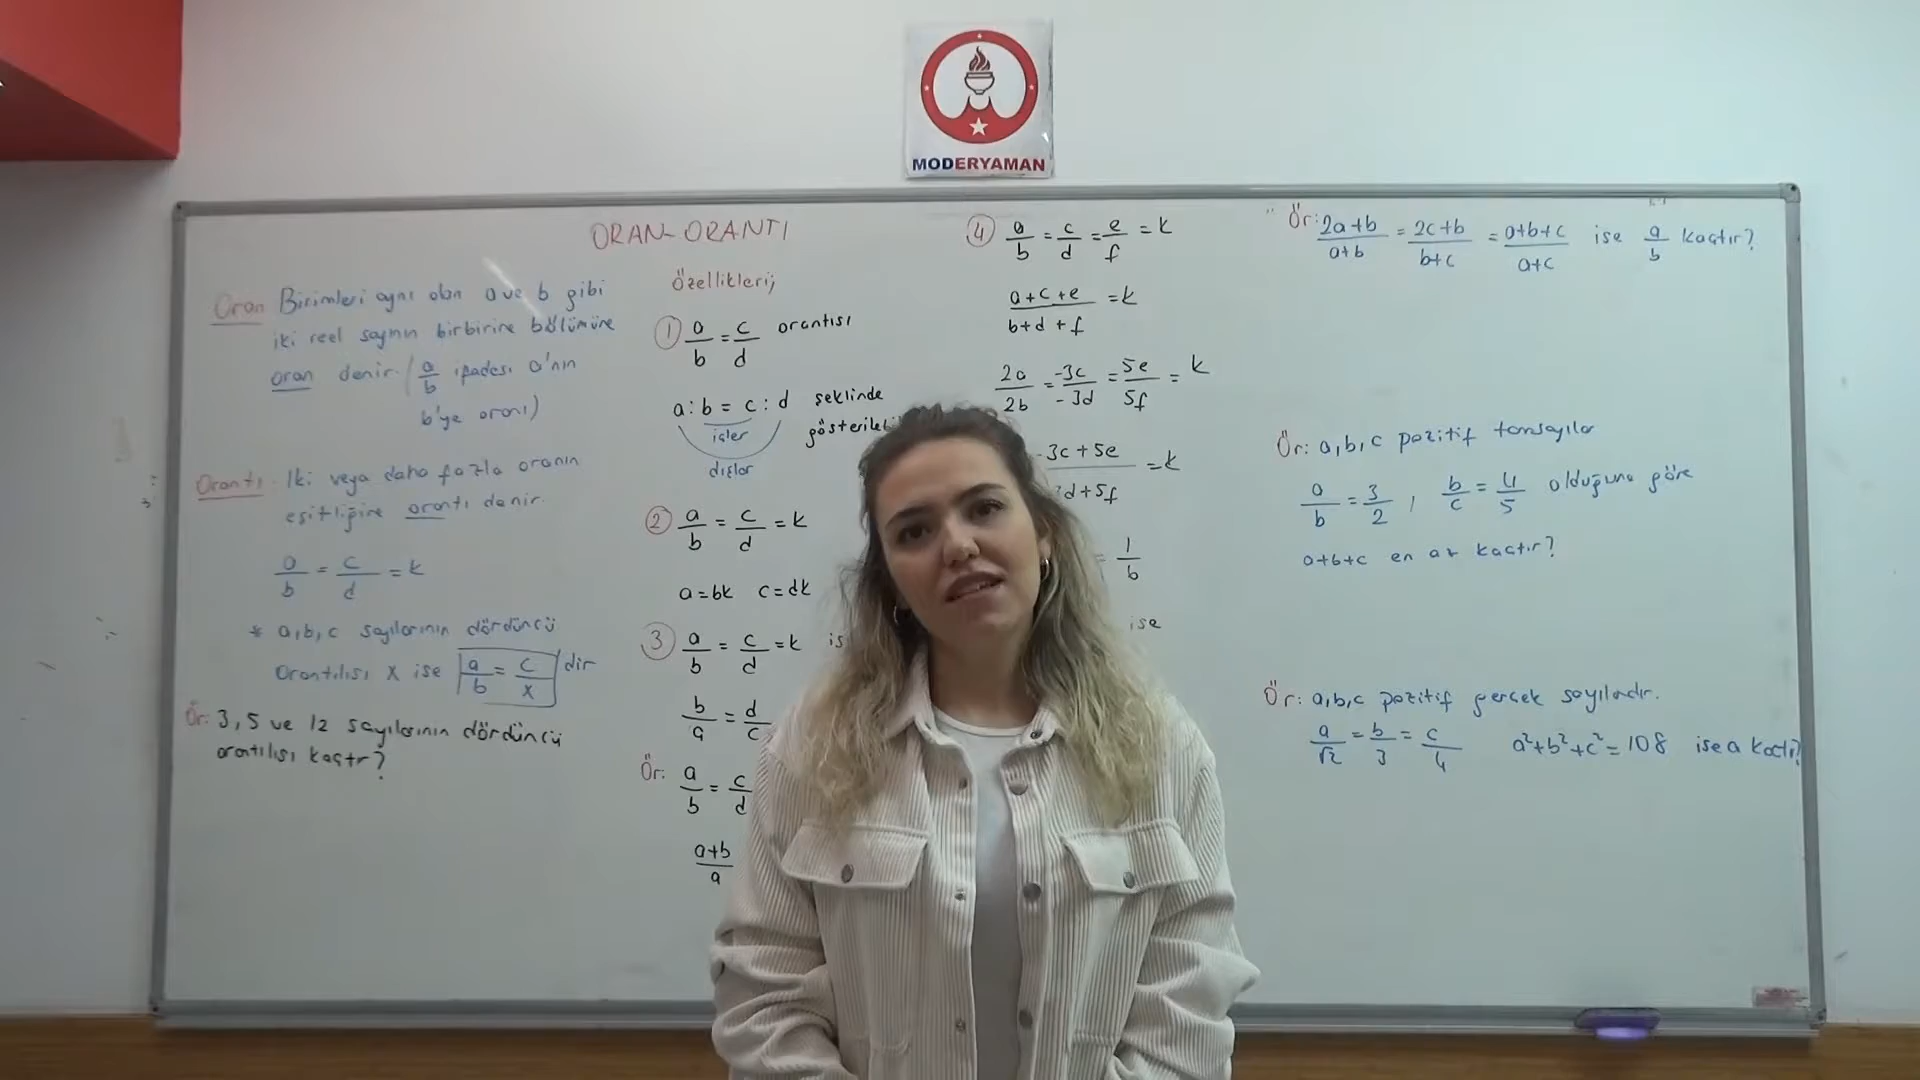 MODERYAMAN
ORAN-ORANTI
Oran Birimleri aynı olan a ve b gibi
iki reel sayının birbirine bölümüne
oran denir. (a/b ifadesi a'nın
b'ye oranı)
Orantı: İki veya daha fazla oranın
eşitliğine orantı denir.
a/b = c/d = k
* a,b,c sayılarının dördüncü
orantılısı x ise a/b = c/x dir
Ör: 3, 5 ve 12 sayılarının dördüncü
orantılısı kaçtır?
özellikleri;
1 a/b = c/d orantısı
a:b = c:d şeklinde
içler
dışlar
2 a/b = c/d = k
a=bk c=dk
3 a/b = c/d = k
b/a = d/c
Ör: a/b = c/d
a+b/a
4 a/b = c/d = e/f = k
a+c+e/b+d+f = k
2a/2b = -3c/-3d = 5e/5f = k
-3c+5e
d+5f
= k
= 1/b
ise
Ör: 2a+b/a+b = 2c+b/b+c = a+b+c/a+c ise a/b kaçtır?
Ör: a,b,c pozitif tamsayılar
a/b = 3/2 , b/c = 4/5 olduğuna göre
a+b+c en az kaçtır?
Ör: a,b,c pozitif gerçek sayılardır.
a/√2 = b/3 = c/4 a²+b²+c²=108 ise a kaçtır?